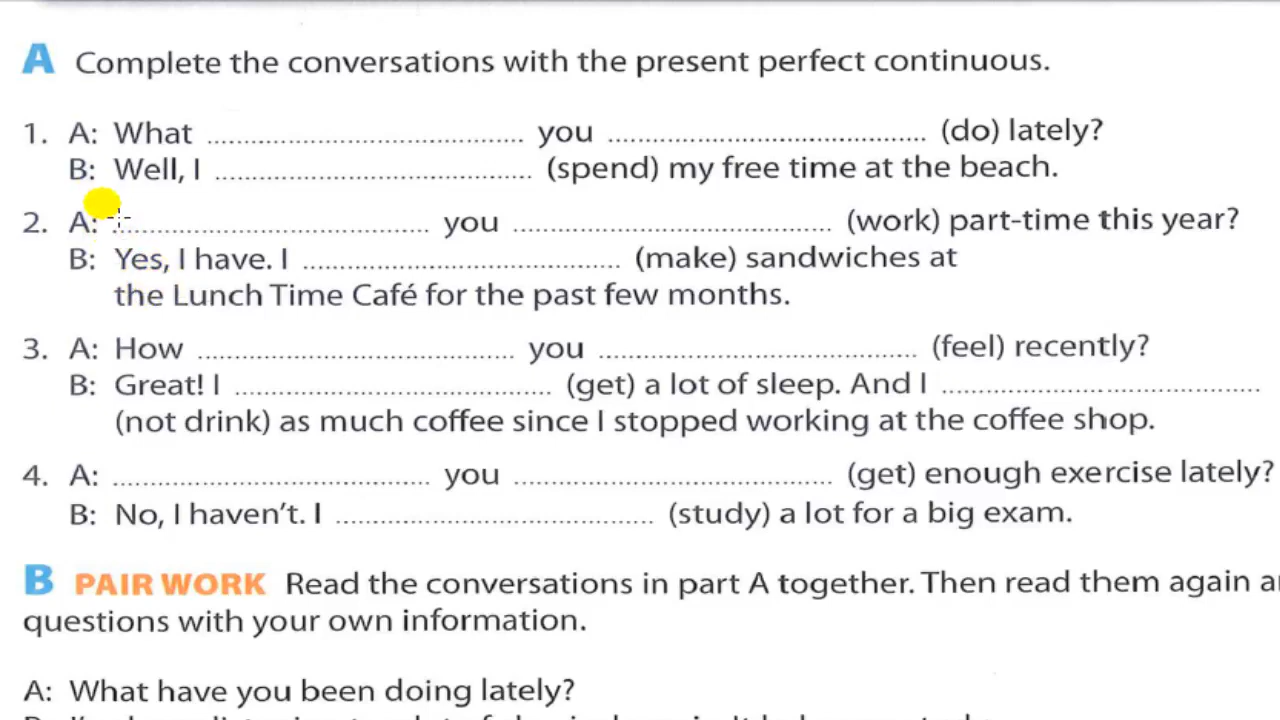 A Complete the conversations with the present perfect continuous.
1. A: What ................................................ you ................................................ (do) lately?
B: Well, I ................................................ (spend) my free time at the beach.
2. A: ................................................ you ................................................ (work) part-time this year?
B: Yes, I have. I ................................................ (make) sandwiches at
the Lunch Time Café for the past few months.
3. A: How ................................................ you ................................................ (feel) recently?
B: Great! I ................................................ (get) a lot of sleep. And I ................................................
(not drink) as much coffee since I stopped working at the coffee shop.
4. A: ................................................ you ................................................ (get) enough exercise lately?
B: No, I haven't. I ................................................ (study) a lot for a big exam.
B PAIR WORK Read the conversations in part A together. Then read them again
questions with your own information.
A: What have you been doing lately?